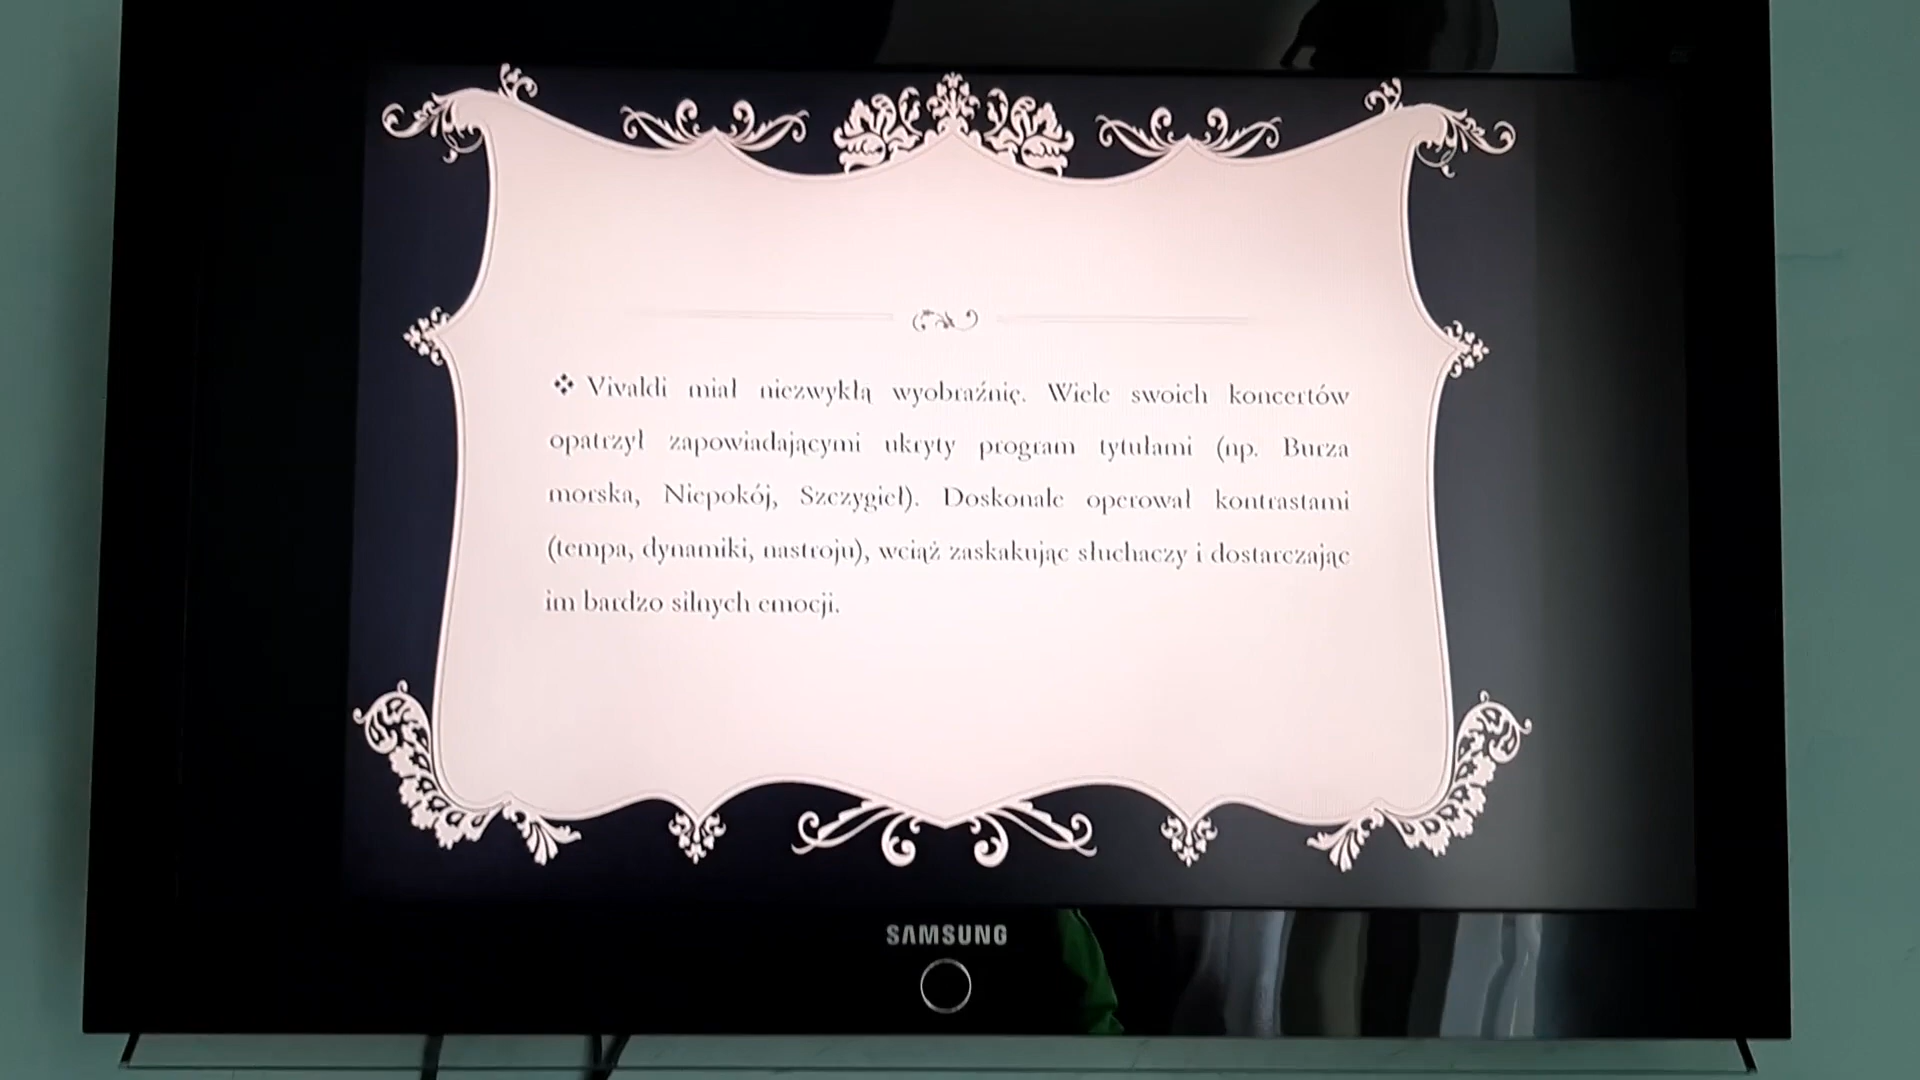 Vivaldi miał niezwykłą wyobraźnię. Wiele swoich koncertów
opatrzył zapowiadającymi ukryty program tytułami (np. Burza
morska, Niepokój, Szczygieł). Doskonale operował kontrastami
(tempa, dynamiki, nastroju), wciąż zaskakując słuchaczy i dostarczając
im bardzo silnych emocji.
SAMSUNG